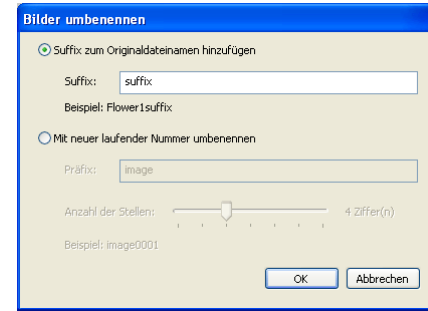 Bilder umbenennen
Suffix zum Originaldateinamen hinzufügen
Suffix: suffix
Beispiel: Flower1suffix
Mit neuer laufender Nummer umbenennen
Präfix: image
Anzahl der Stellen: 4 Ziffer(n)
Beispiel: image0001
OK Abbrechen